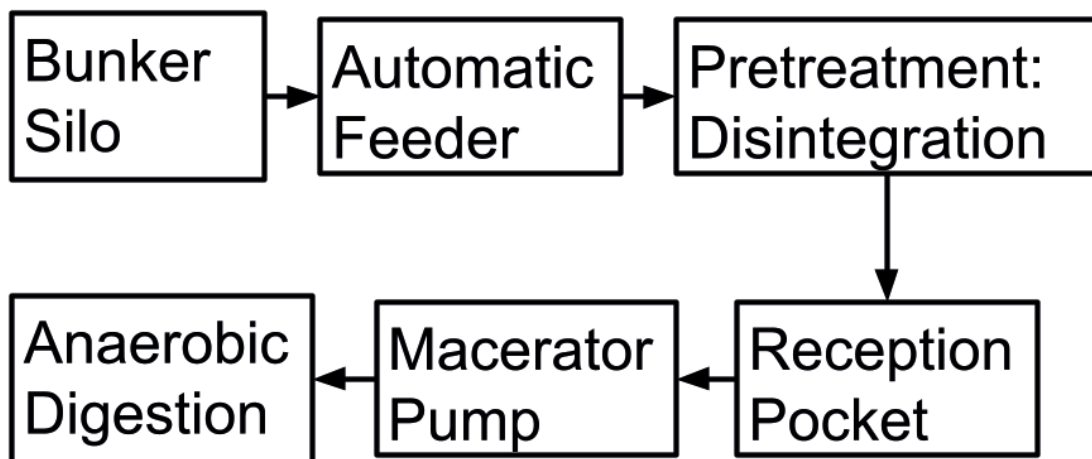 Bunker
Silo
Automatic
Feeder
Pretreatment:
Disintegration
Reception
Pocket
Macerator
Pump
Anaerobic
Digestion